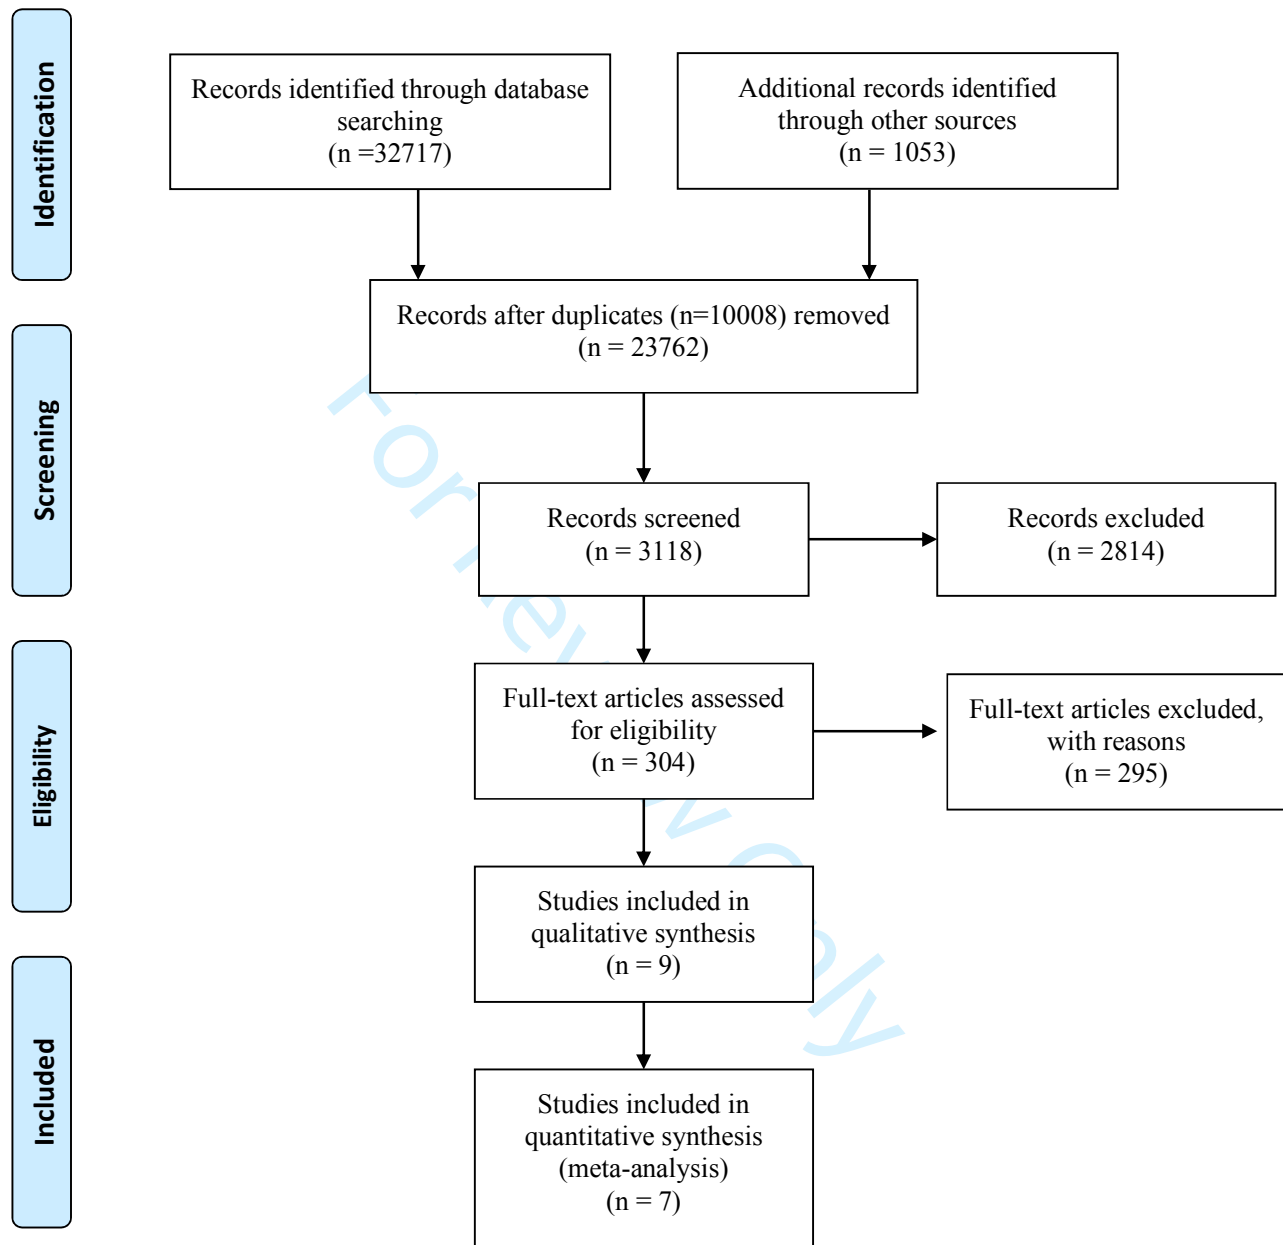 Identification
Records identified through database
searching
(n =32717)
Additional records identified
through other sources
(n = 1053)
Records after duplicates (n=10008) removed
(n = 23762)
Screening
Records screened
(n = 3118)
Records excluded
(n = 2814)
Eligibility
Full-text articles assessed
for eligibility
(n = 304)
Full-text articles excluded,
with reasons
(n = 295)
Studies included in
qualitative synthesis
(n = 9)
Included
Studies included in
quantitative synthesis
(meta-analysis)
(n = 7)
For review only